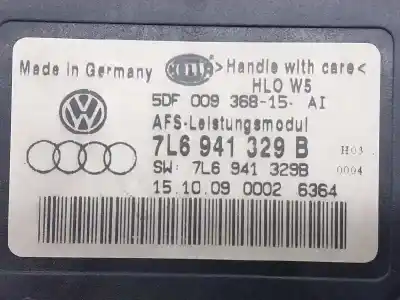 Made in Germany HELLA >Handle with care<
HLO W5
5DF 009 368-15- AI
AFS-Leistungsmodul
7L6 941 329 B H03
SW: 7L6 941 329B 0004
15.10.09 0002 6364